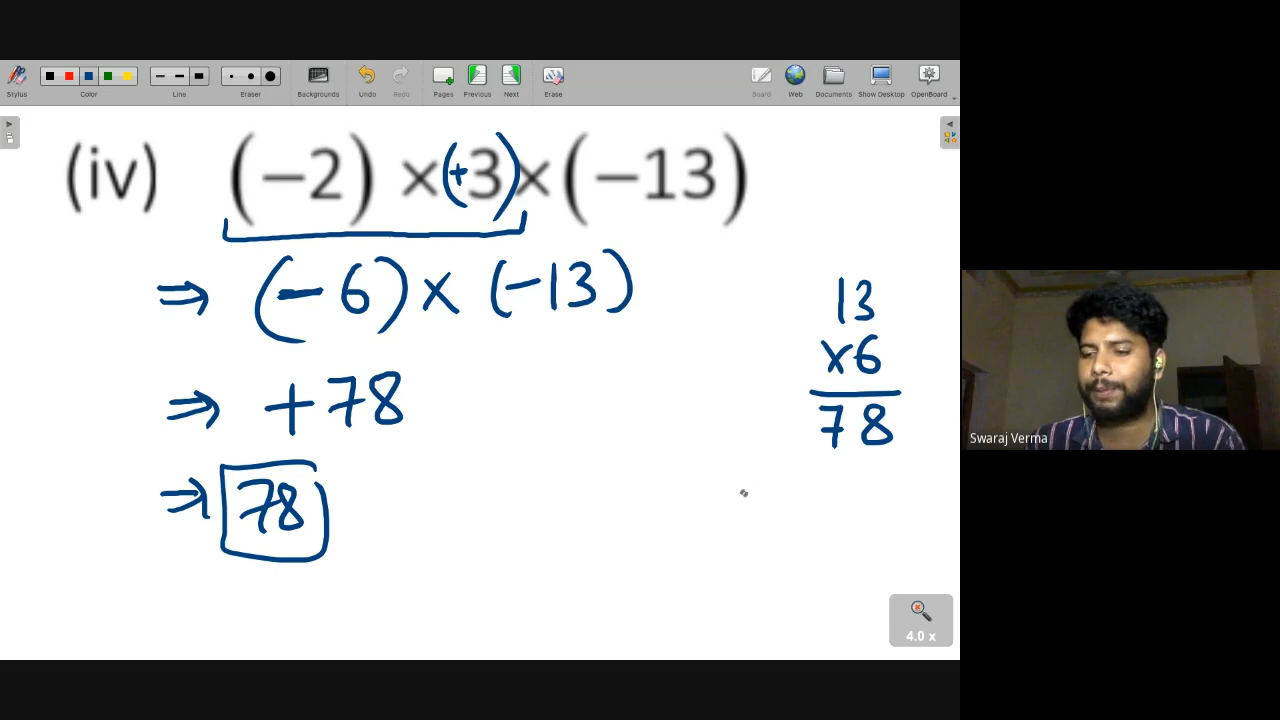 Stylus Color Line Eraser Backgrounds Undo Redo Pages Previous Next Erase Board Web Documents Show Desktop OpenBoard
(iv) (−2) ×(+3)×(−13)
⇒ (−6) × (−13)
⇒ +78
⇒ 78
13
×6
78
Swaraj Verma
4.0 x